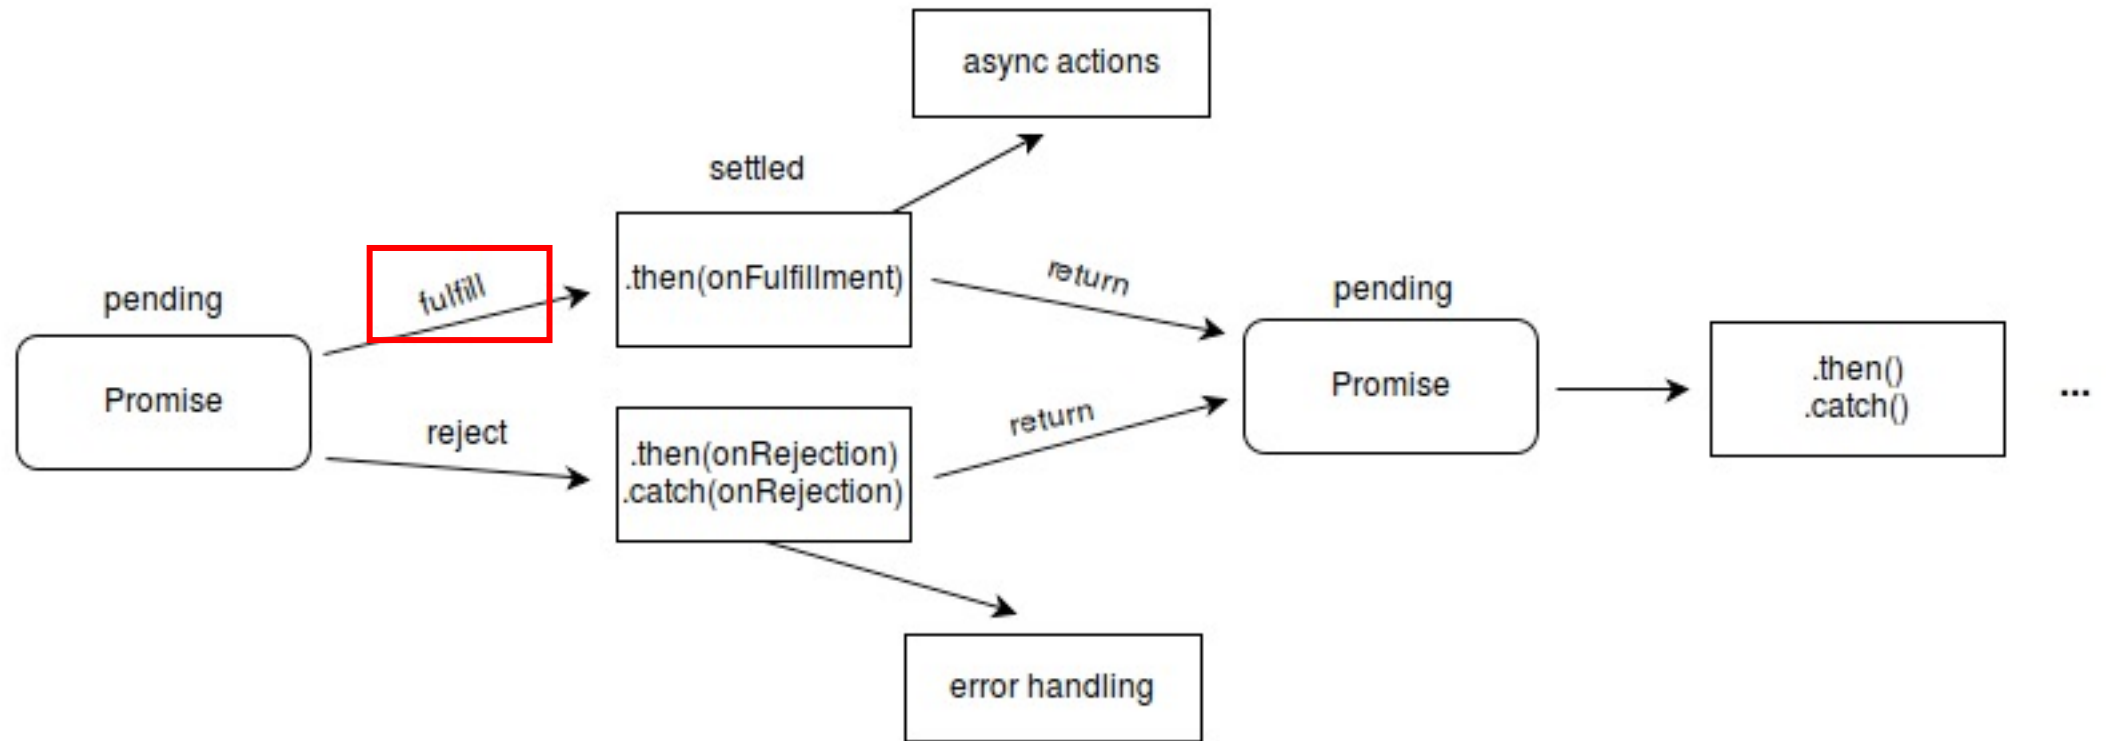 async actions
settled
pending
fulfill
.then(onFulfillment)
return
pending
Promise
reject
.then(onRejection)
.catch(onRejection)
return
Promise
.then()
.catch()
...
error handling